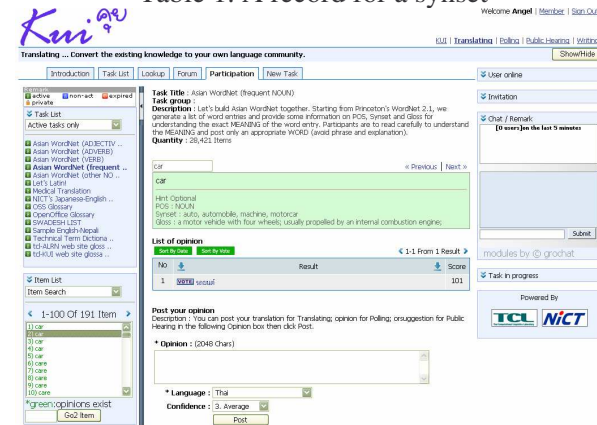 Table 1. A record for a synset
Kui คุย
Welcome Angel | Member | Sign Out
KUI | Translating | Polling | Public Hearing | Writing
Translating ... Convert the existing knowledge to your own language community.
Show/Hide
Introduction
Task List
Lookup
Forum
Participation
New Task
active non-act expired
private
Task List
Active tasks only
Asian WordNet (ADJECTIV ..
Asian WordNet (ADVERB)
Asian WordNet (VERB)
Asian WordNet (frequent ..
Asian WordNet (other NO ..
Let's Latin!
Medical Translation
NICT's Japanese-English ..
OSS Glossary
OpenOffice Glossary
SWADESH LIST
Sample English-Nepali
Technical Term Dictiona ..
td-ALRN web site gloss ..
td-KUI web site glossa ..
Item List
Item Search
1-100 Of 191 Item
1) car
2) car
3) car
4) car
5) car
6) care
7) care
8) care
9) care
10) care
*green:opinions exist
Go2 Item
Task Title : Asian WordNet (frequent NOUN)
Task group :
Description : Let's build Asian WordNet together. Starting from Princeton's WordNet 2.1, we
generate a list of word entries and provide some information on POS, Synset and Gloss for
understanding the exact MEANING of the word entry. Participants are to read carefully to understand
the MEANING and post only an appropriate WORD (avoid phrase and explanation).
Quantity : 28,421 Items
car
« Previous | Next »
car
Hint Optional
POS : NOUN
Synset : auto, automobile, machine, motorcar
Gloss : a motor vehicle with four wheels; usually propelled by an internal combustion engine;
List of opinion
Sort By Date
Sort By Vote
1-1 From 1 Result
No
Result
Score
1
VOTE รถยนต์
101
Post your opinion
Description : You can post your translation for Translating; opinion for Polling; orsuggestion for Public
Hearing in the following Opinion box then click Post.
* Opinion : (2048 Chars)
* Language : Thai
Confidence : 3. Average
Post
User online
Invitation
Chat / Remark
[0 users]on the last 5 minutes
Submit
modules by © grochat
Task in progress
Powered By
TCL
NICT